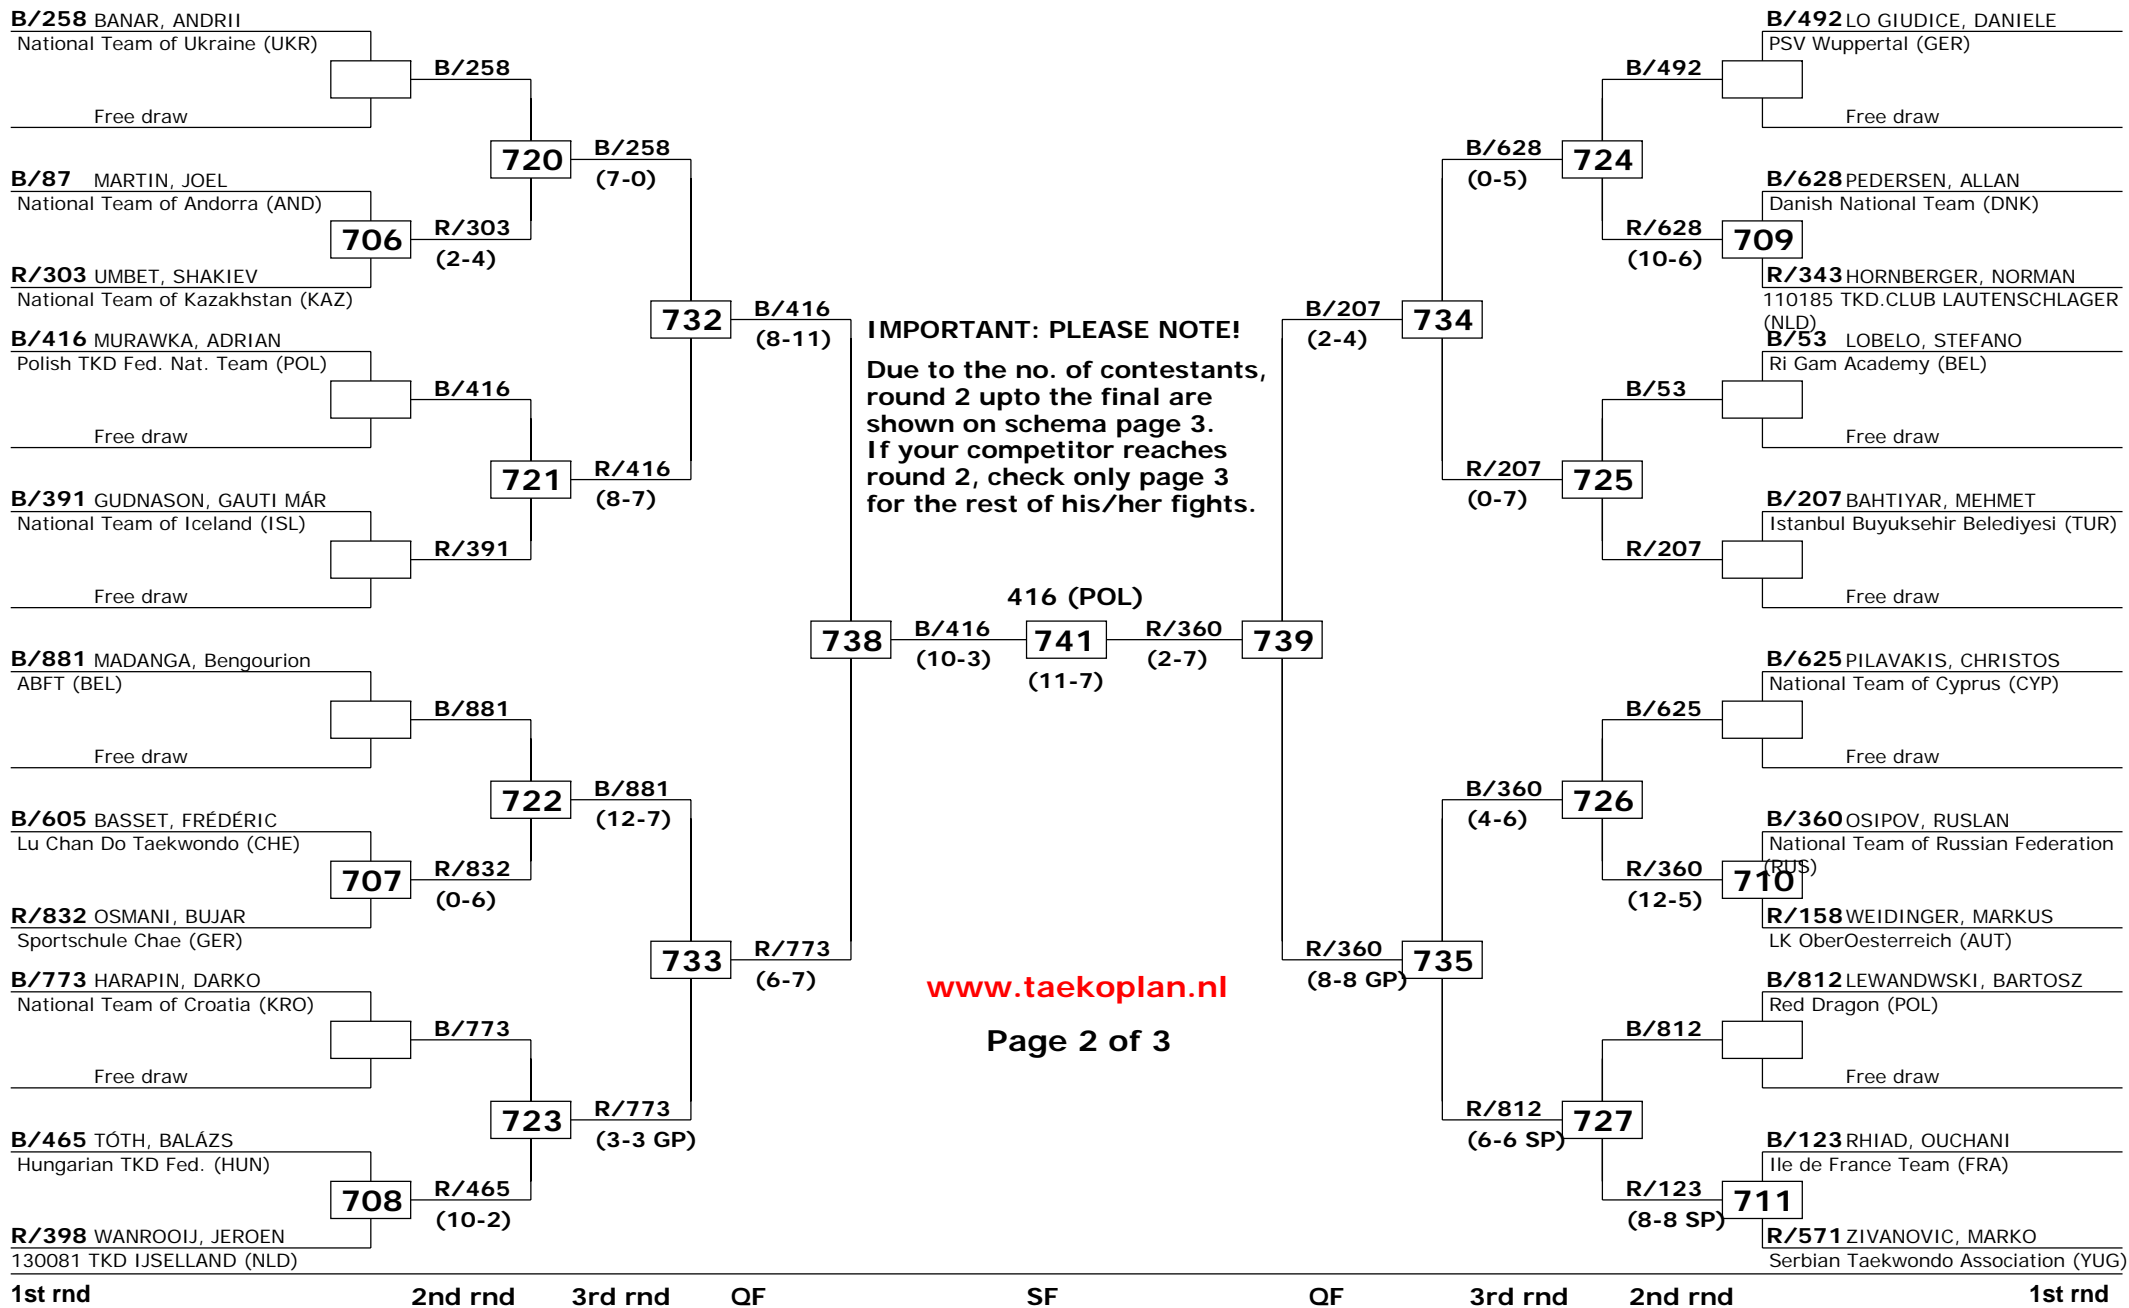 B/258 BANAR, ANDRII
National Team of Ukraine (UKR)
B/258
Free draw
720
B/258
(7-0)
B/87 MARTIN, JOEL
National Team of Andorra (AND)
706
R/303
(2-4)
R/303 UMBET, SHAKIEV
National Team of Kazakhstan (KAZ)
732
B/416
(8-11)
B/416 MURAWKA, ADRIAN
Polish TKD Fed. Nat. Team (POL)
B/416
Free draw
721
R/416
(8-7)
B/391 GUDNASON, GAUTI MÁR
National Team of Iceland (ISL)
R/391
Free draw
738
B/416
(10-3)
B/881 MADANGA, Bengourion
ABFT (BEL)
B/881
Free draw
722
B/881
(12-7)
B/605 BASSET, FRÉDÉRIC
Lu Chan Do Taekwondo (CHE)
707
R/832
(0-6)
R/832 OSMANI, BUJAR
Sportschule Chae (GER)
733
R/773
(6-7)
B/773 HARAPIN, DARKO
National Team of Croatia (KRO)
B/773
Free draw
723
R/773
(3-3 GP)
B/465 TÓTH, BALÁZS
Hungarian TKD Fed. (HUN)
708
R/465
(10-2)
R/398 WANROOIJ, JEROEN
130081 TKD IJSELLAND (NLD)
IMPORTANT: PLEASE NOTE!
Due to the no. of contestants,
round 2 upto the final are
shown on schema page 3.
If your competitor reaches
round 2, check only page 3
for the rest of his/her fights.
416 (POL)
741
(11-7)
www.taekoplan.nl
Page 2 of 3
B/492 LO GIUDICE, DANIELE
PSV Wuppertal (GER)
B/492
Free draw
B/628
(0-5)
724
B/628 PEDERSEN, ALLAN
Danish National Team (DNK)
R/628
(10-6)
709
R/343 HORNBERGER, NORMAN
110185 TKD.CLUB LAUTENSCHLAGER
(NLD)
B/207
(2-4)
734
B/53 LOBELO, STEFANO
Ri Gam Academy (BEL)
B/53
Free draw
R/207
(0-7)
725
B/207 BAHTIYAR, MEHMET
Istanbul Buyuksehir Belediyesi (TUR)
R/207
Free draw
R/360
(2-7)
739
B/625 PILAVAKIS, CHRISTOS
National Team of Cyprus (CYP)
B/625
Free draw
B/360
(4-6)
726
B/360 OSIPOV, RUSLAN
National Team of Russian Federation
(RUS)
R/360
(12-5)
710
R/158 WEIDINGER, MARKUS
LK OberOesterreich (AUT)
R/360
(8-8 GP)
735
B/812 LEWANDWSKI, BARTOSZ
Red Dragon (POL)
B/812
Free draw
R/812
(6-6 SP)
727
B/123 RHIAD, OUCHANI
Ile de France Team (FRA)
R/123
(8-8 SP)
711
R/571 ZIVANOVIC, MARKO
Serbian Taekwondo Association (YUG)
1st rnd 2nd rnd 3rd rnd QF SF QF 3rd rnd 2nd rnd 1st rnd